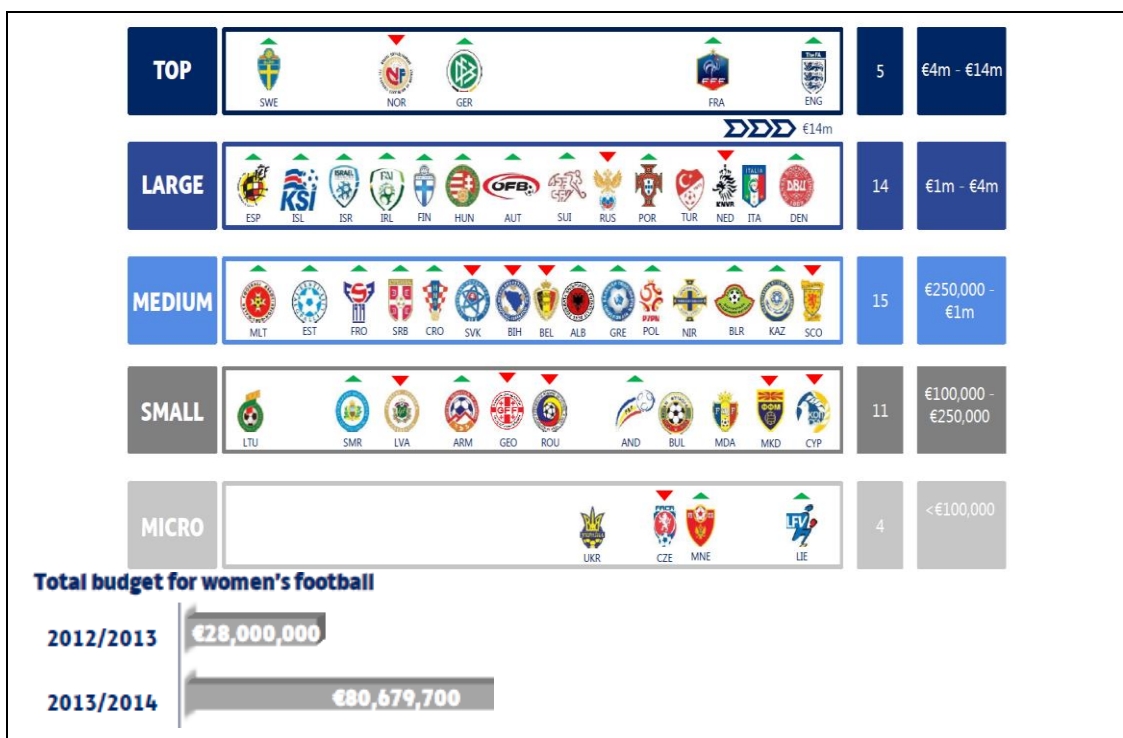 TOP
SWE NOR GER FRA ENG
5
€4m - €14m
€14m
LARGE
ESP ISL ISR IRL FIN HUN AUT SUI RUS POR TUR NED ITA DEN
14
€1m - €4m
MEDIUM
MLT EST FRO SRB CRO SVK BIH BEL ALB GRE POL NIR BLR KAZ SCO
15
€250,000 -
€1m
SMALL
LTU SMR LVA ARM GEO ROU AND BUL MDA MKD CYP
11
€100,000 -
€250,000
MICRO
UKR CZE MNE LIE
4
<€100,000
Total budget for women's football
2012/2013 €28,000,000
2013/2014 €80,679,700